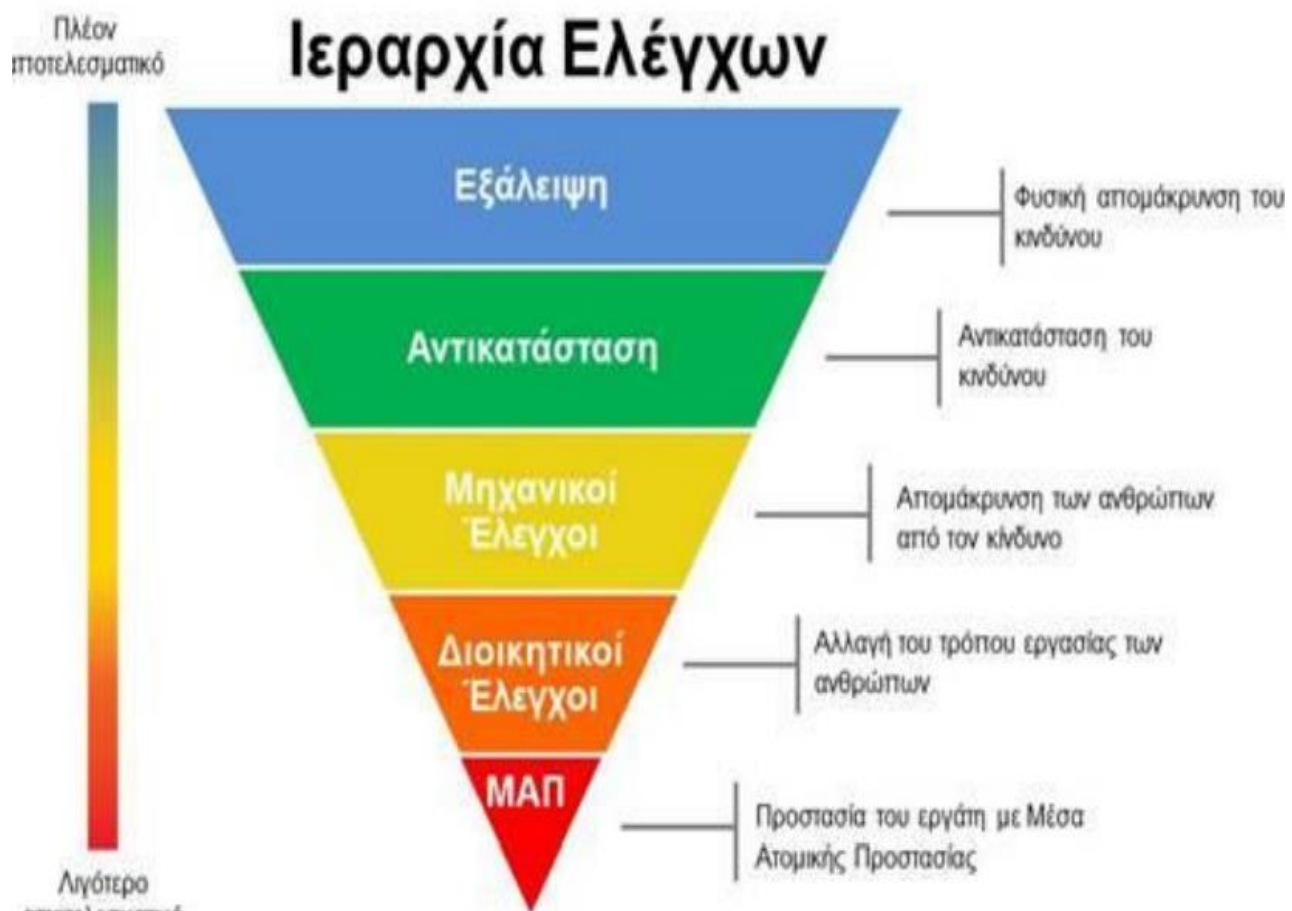 Πλέον
αποτελεσματικό
Ιεραρχία Ελέγχων
Εξάλειψη
Φυσική απομάκρυνση του
κινδύνου
Αντικατάσταση
Αντικατάσταση του
κινδύνου
Μηχανικοί
Έλεγχοι
Απομάκρυνση των ανθρώπων
από τον κίνδυνο
Διοικητικοί
Έλεγχοι
Αλλαγή του τρόπου εργασίας των
ανθρώπων
ΜΑΠ
Προστασία του εργάτη με Μέσα
Ατομικής Προστασίας
Λιγότερο